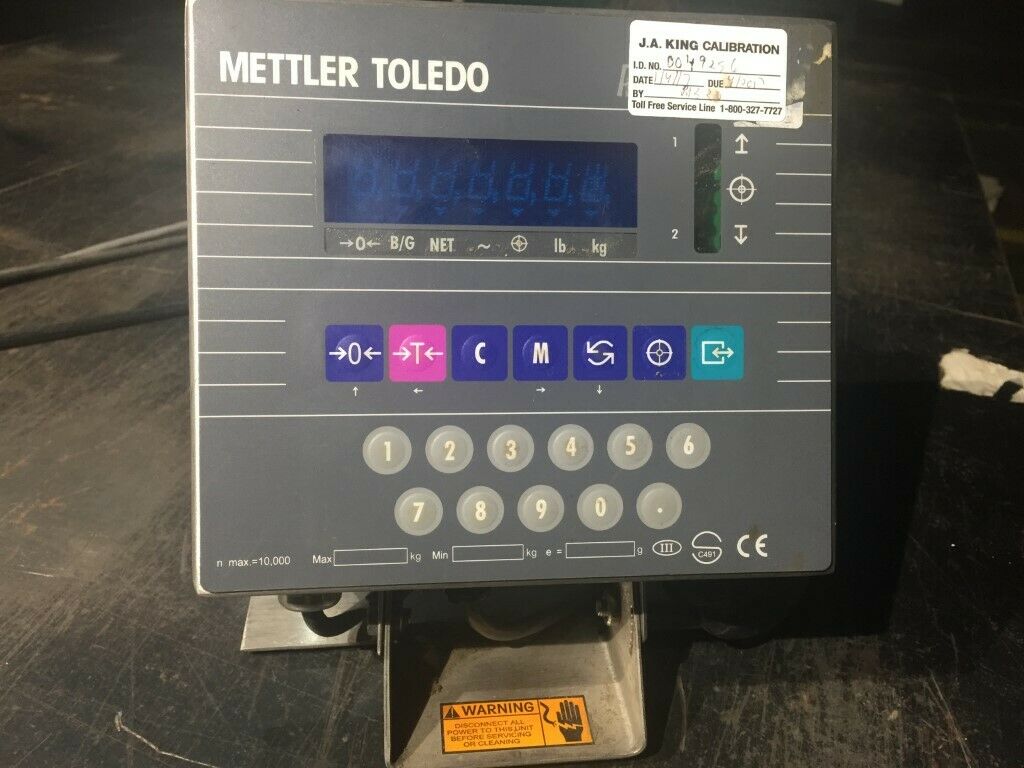 METTLER TOLEDO
J.A. KING CALIBRATION
I.D. NO.
DATE DUE
BY
Toll Free Service Line 1-800-327-7727
1
2
→0← B/G NET ~ lb kg
→0← →T← C M
↑ ← → ↓
1 2 3 4 5 6
7 8 9 0 .
n max.=10,000 Max kg Min kg e = g III C491 CE
WARNING
DISCONNECT ALL
POWER TO THIS UNIT
BEFORE SERVICING
OR CLEANING